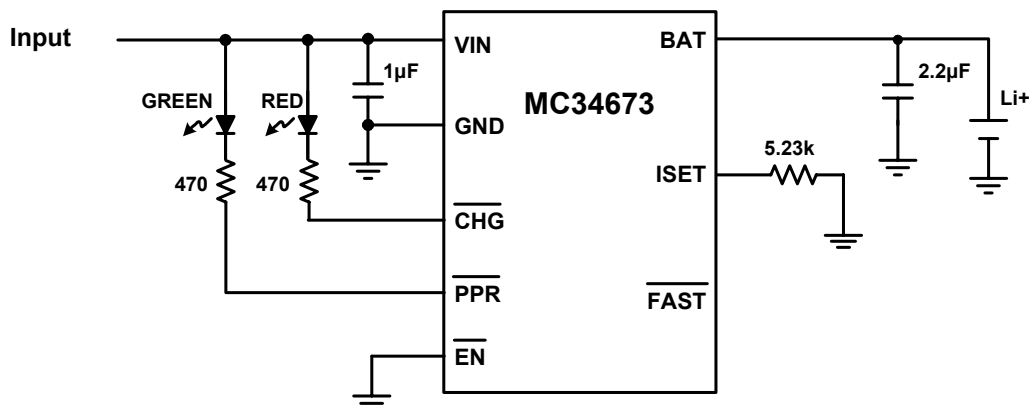 Input
VIN
BAT
1µF
2.2µF
GREEN
RED
MC34673
Li+
GND
5.23k
470
470
ISET
CHG
PPR
FAST
EN